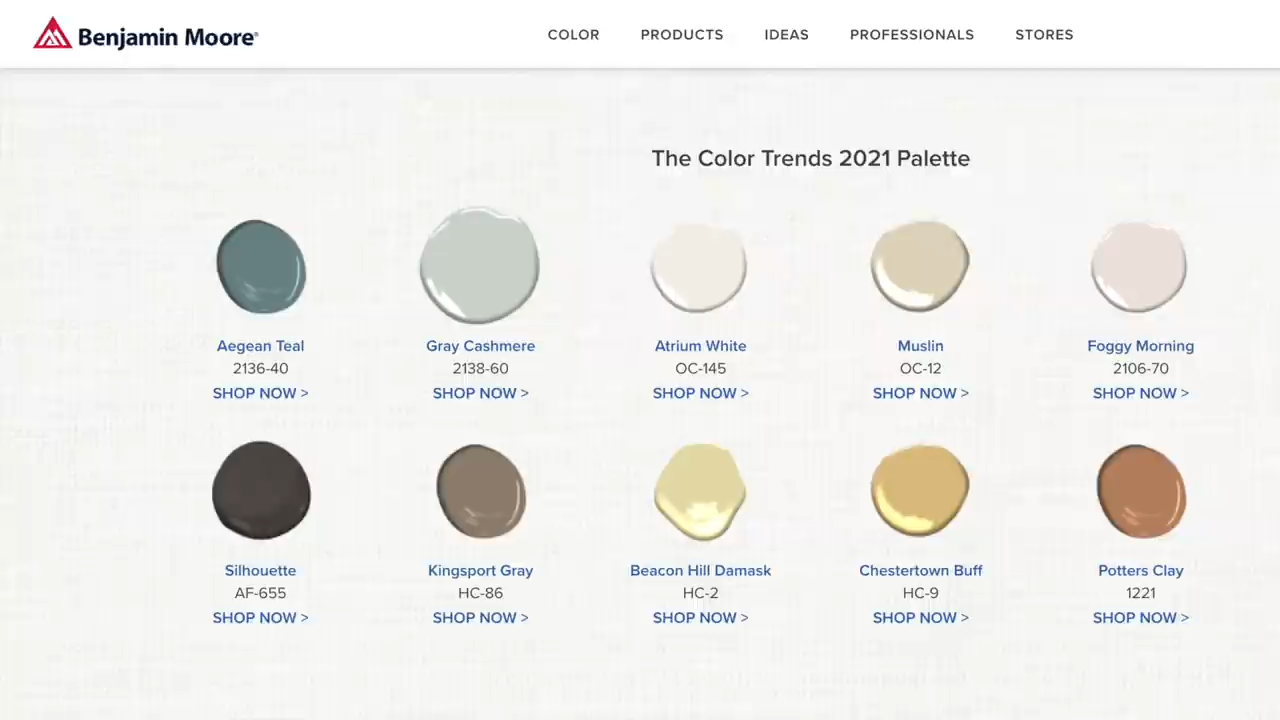 Benjamin Moore®
COLOR PRODUCTS IDEAS PROFESSIONALS STORES
The Color Trends 2021 Palette
Aegean Teal Gray Cashmere Atrium White Muslin Foggy Morning
2136-40 2138-60 OC-145 OC-12 2106-70
SHOP NOW > SHOP NOW > SHOP NOW > SHOP NOW > SHOP NOW >
Silhouette Kingsport Gray Beacon Hill Damask Chestertown Buff Potters Clay
AF-655 HC-86 HC-2 HC-9 1221
SHOP NOW > SHOP NOW > SHOP NOW > SHOP NOW > SHOP NOW >